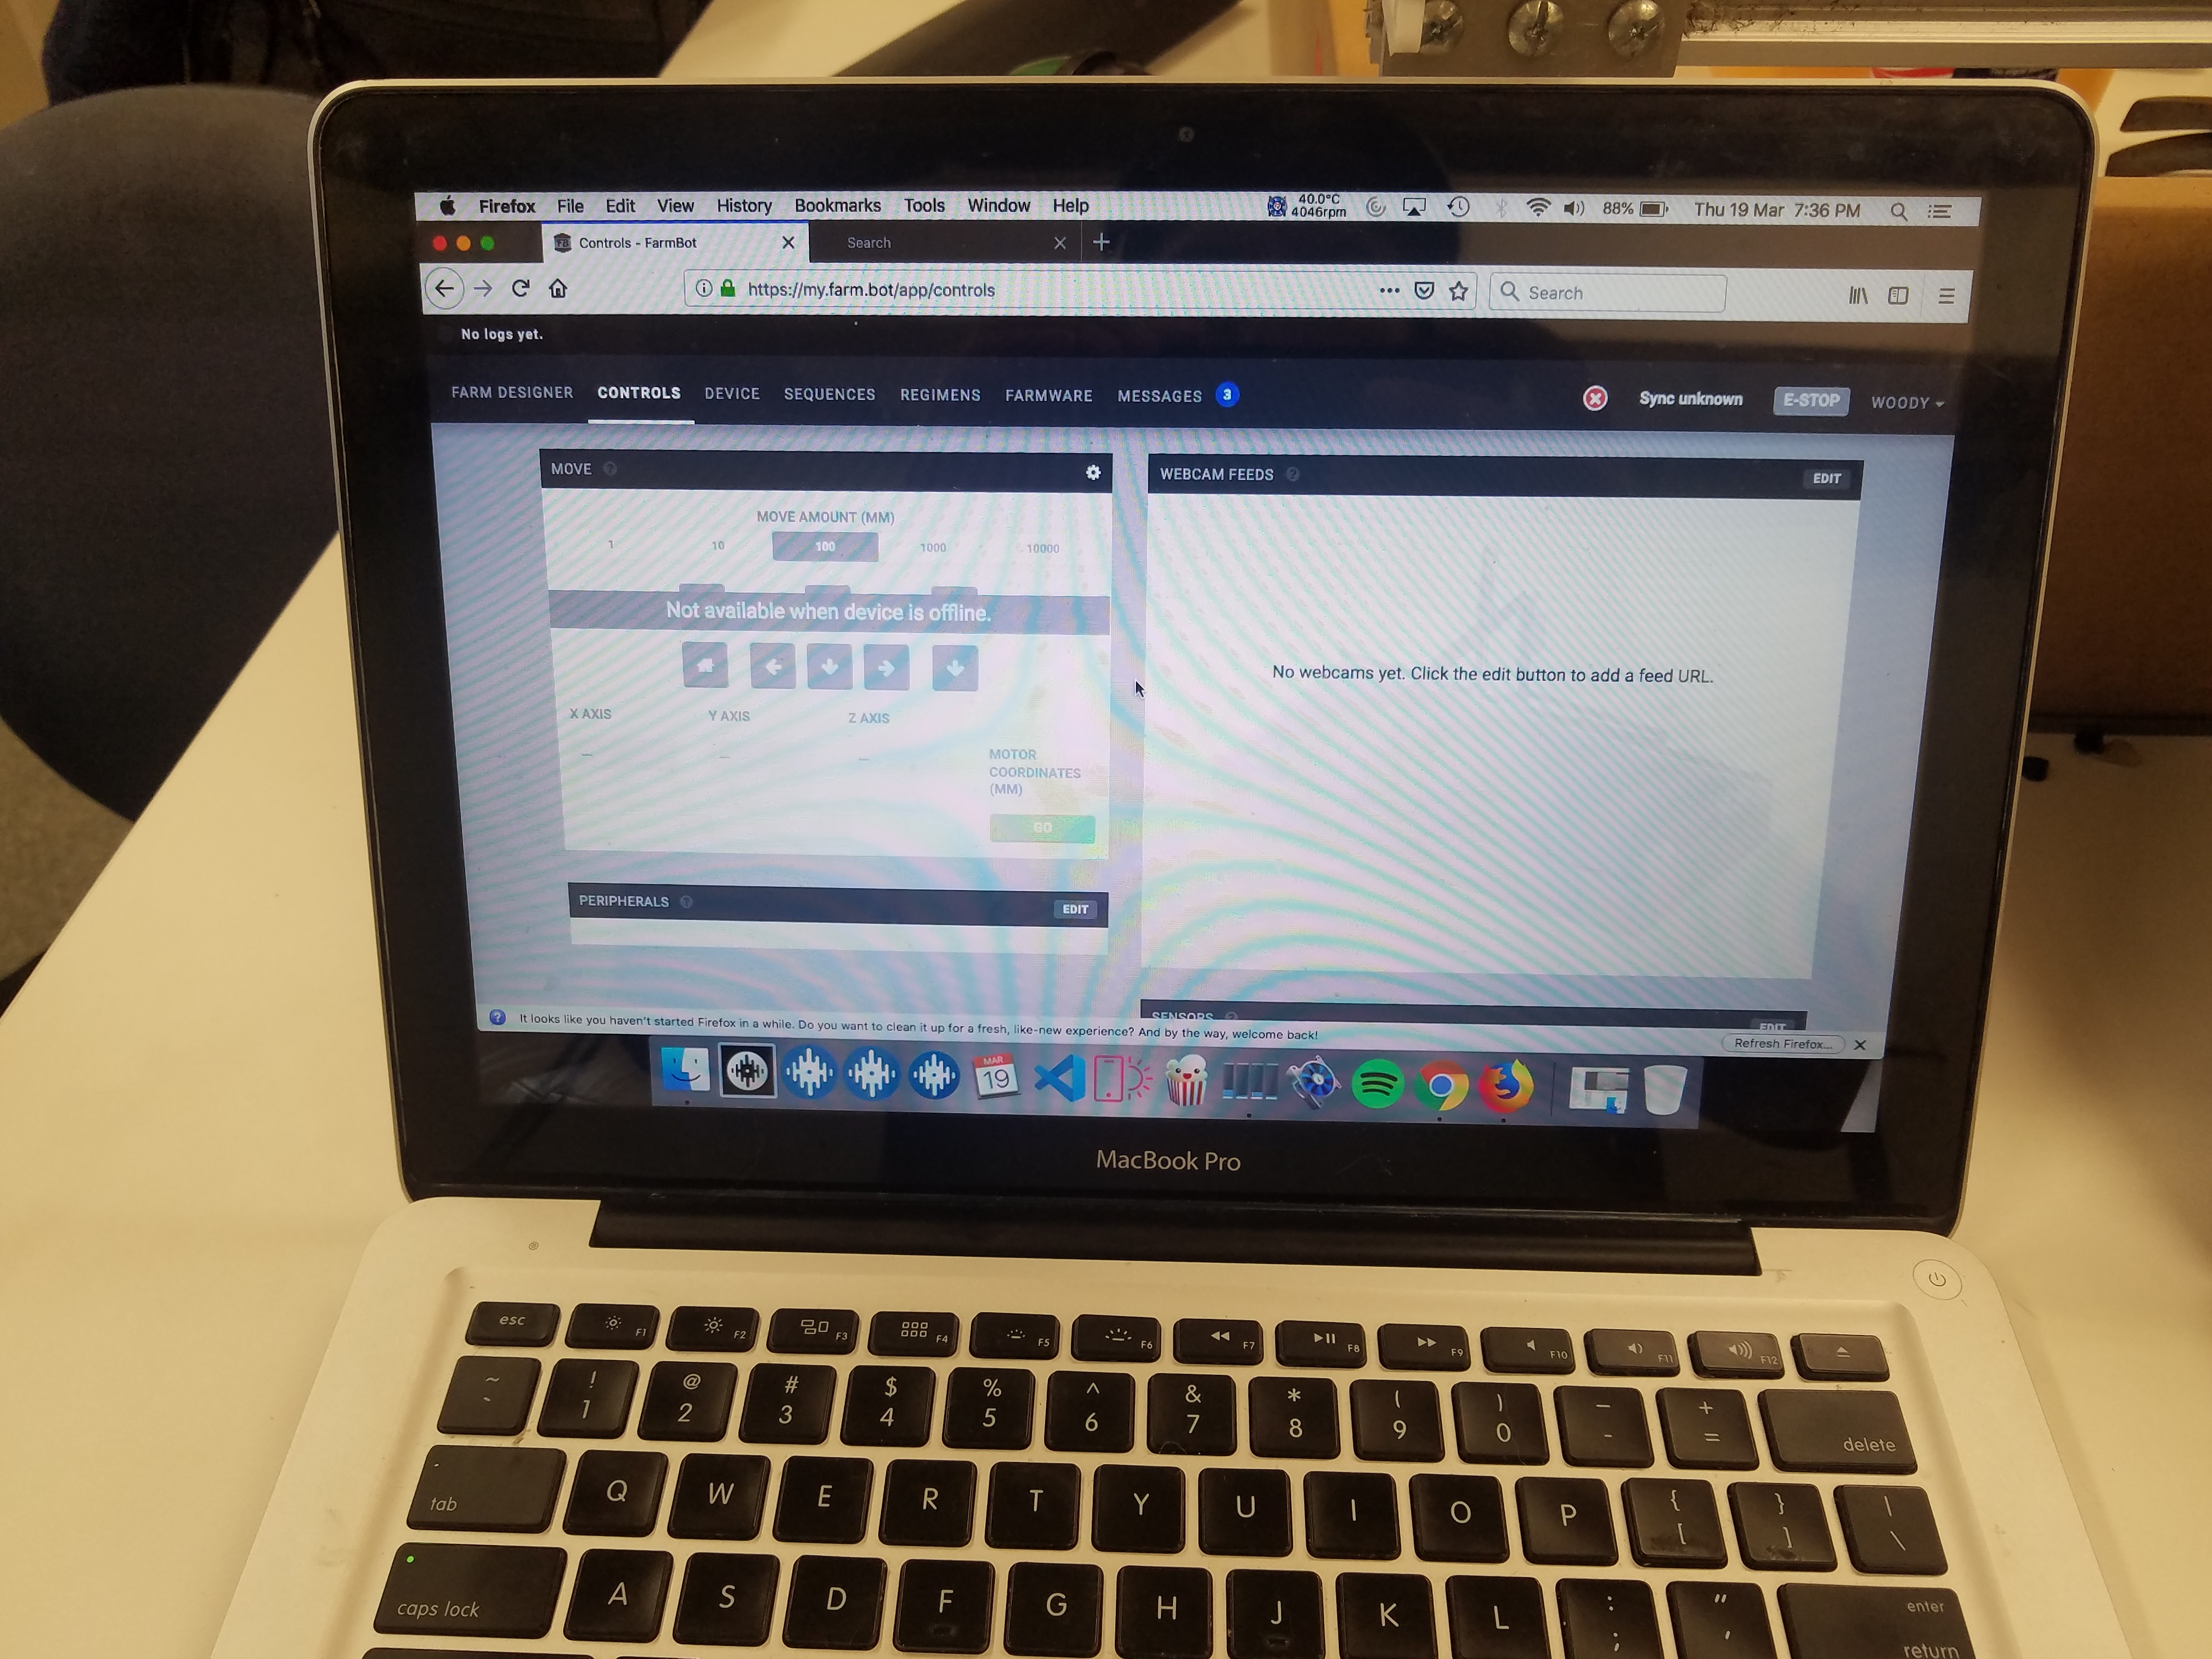 Firefox File Edit View History Bookmarks Tools Window Help 40.0°C 4046rpm 88% Thu 19 Mar 7:36 PM
Controls - FarmBot Search
https://my.farm.bot/app/controls Search
No logs yet.
FARM DESIGNER CONTROLS DEVICE SEQUENCES REGIMENS FARMWARE MESSAGES 3 Sync unknown E-STOP WOODY
MOVE
MOVE AMOUNT (MM)
1 10 100 1000 10000
Not available when device is offline.
X AXIS Y AXIS Z AXIS
MOTOR
COORDINATES
(MM)
GO
PERIPHERALS EDIT
WEBCAM FEEDS EDIT
No webcams yet. Click the edit button to add a feed URL.
SENSORS EDIT
It looks like you haven't started Firefox in a while. Do you want to clean it up for a fresh, like-new experience? And by the way, welcome back! Refresh Firefox...
MAR
19
MacBook Pro
esc F1 F2 F3 F4 F5 F6 F7 F8 F9 F10 F11 F12
~ ! @ # $ % ^ & * ( ) _ +
` 1 2 3 4 5 6 7 8 9 0 - = delete
tab Q W E R T Y U I O P { [ } ] | \
caps lock A S D F G H J K L : ; " ' enter
return